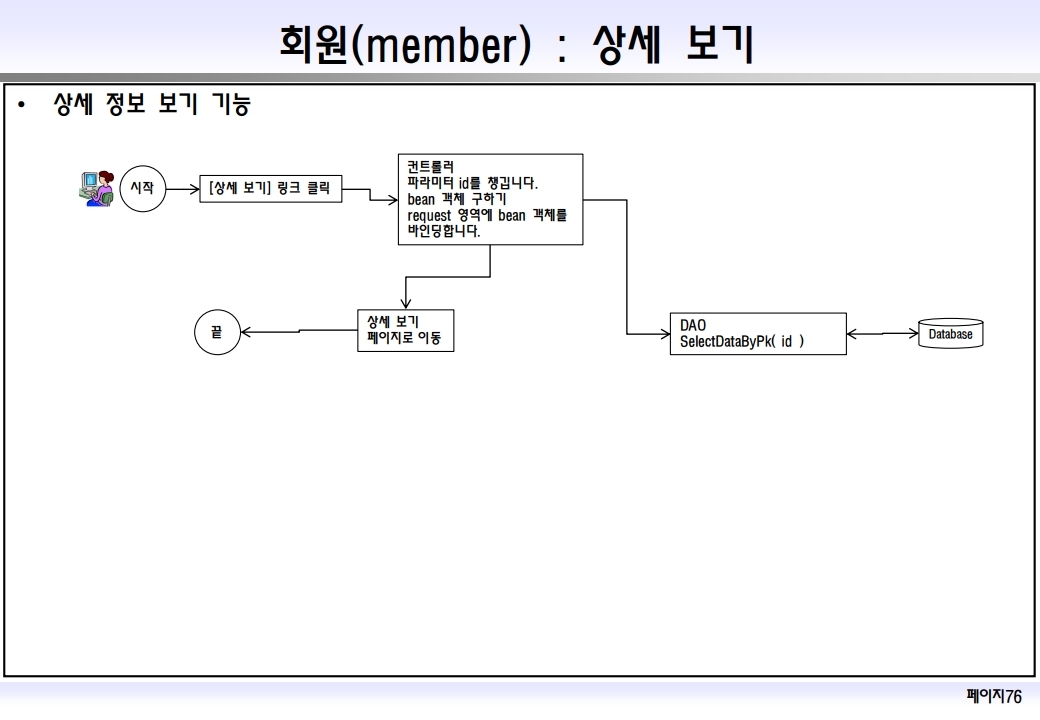 회원(member) : 상세 보기
• 상세 정보 보기 기능
시작
[상세 보기] 링크 클릭
컨트롤러
파라미터 id를 챙깁니다.
bean 객체 구하기
request 영역에 bean 객체를
바인딩합니다.
끝
상세 보기
페이지로 이동
DAO
SelectDataByPk( id )
Database
페이지76